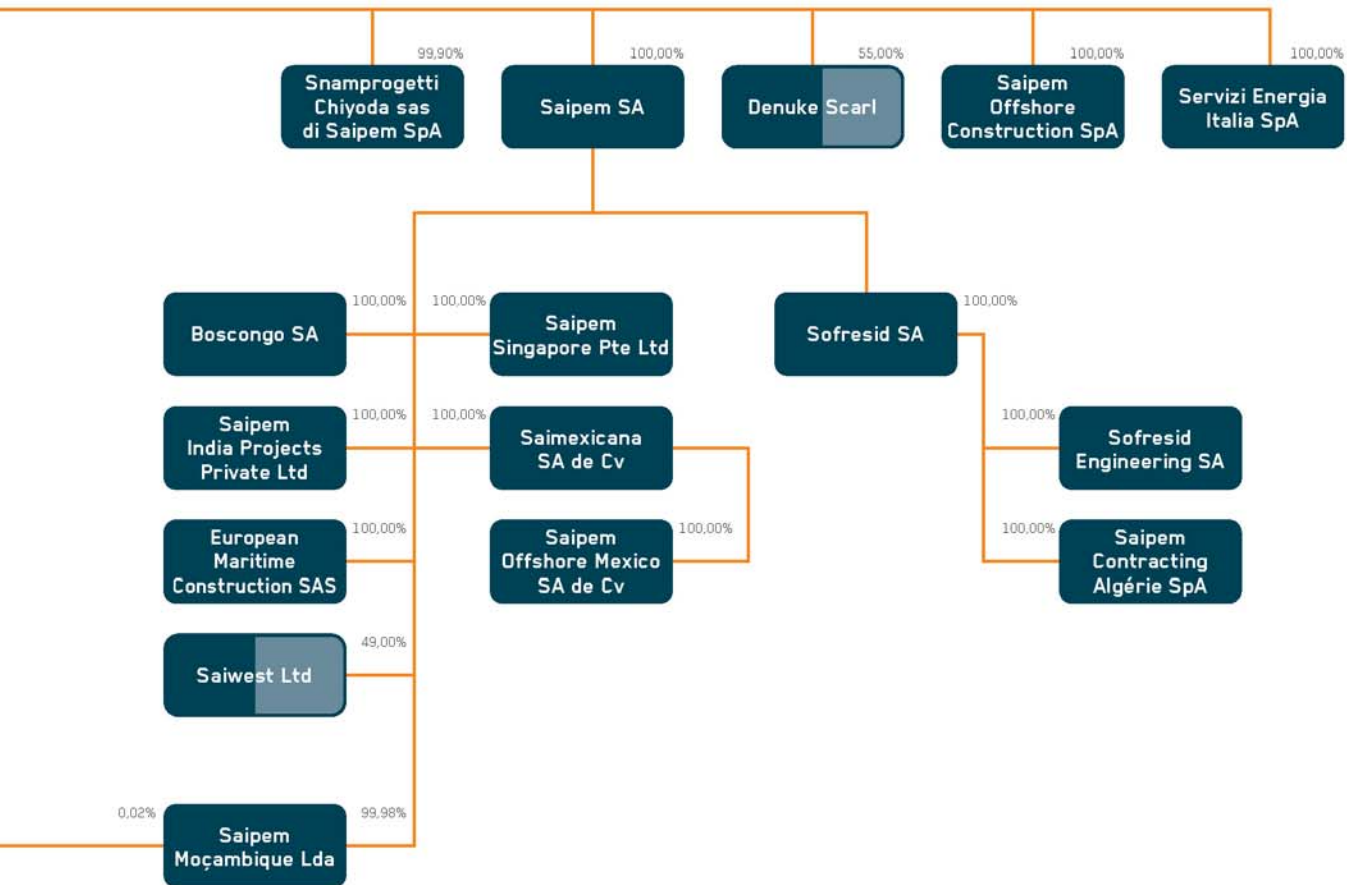 99,90%
100,00%
55,00%
100,00%
100,00%
Snamprogetti
Chiyoda sas
di Saipem SpA
Saipem SA
Denuke Scarl
Saipem
Offshore
Construction SpA
Servizi Energia
Italia SpA
100,00%
100,00%
100,00%
Boscongo SA
Saipem
Singapore Pte Ltd
Sofresid SA
100,00%
100,00%
100,00%
Saipem
India Projects
Private Ltd
Saimexicana
SA de Cv
Sofresid
Engineering SA
100,00%
100,00%
100,00%
European
Maritime
Construction SAS
Saipem
Offshore Mexico
SA de Cv
Saipem
Contracting
Algérie SpA
49,00%
Saiwest Ltd
0,02%
99,98%
Saipem
Moçambique Lda